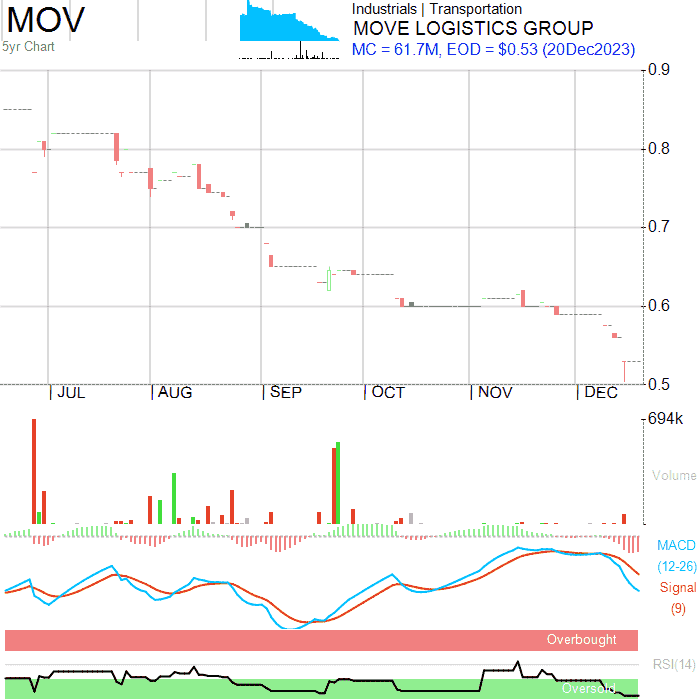 MOV
5yr Chart
Industrials | Transportation
MOVE LOGISTICS GROUP
MC = 61.7M, EOD = $0.53 (20Dec2023)
0.9
0.8
0.7
0.6
0.5
JUL
AUG
SEP
OCT
NOV
DEC
694k
Volume
MACD
(12-26)
Signal
(9)
Overbought
RSI(14)
Oversold